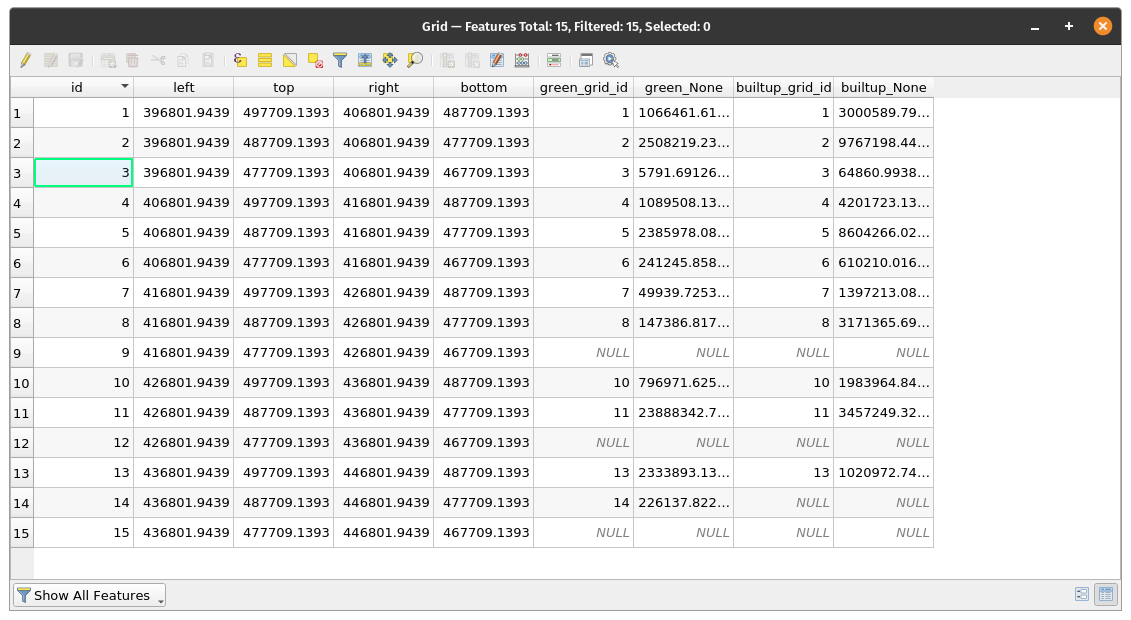 Grid — Features Total: 15, Filtered: 15, Selected: 0
id left top right bottom green_grid_id green_None builtup_grid_id builtup_None
1 1 396801.9439 497709.1393 406801.9439 487709.1393 1 1066461.61… 1 3000589.79…
2 2 396801.9439 487709.1393 406801.9439 477709.1393 2 2508219.23… 2 9767198.44…
3 3 396801.9439 477709.1393 406801.9439 467709.1393 3 5791.69126… 3 64860.9938…
4 4 406801.9439 497709.1393 416801.9439 487709.1393 4 1089508.13… 4 4201723.13…
5 5 406801.9439 487709.1393 416801.9439 477709.1393 5 2385978.08… 5 8604266.02…
6 6 406801.9439 477709.1393 416801.9439 467709.1393 6 241245.858… 6 610210.016…
7 7 416801.9439 497709.1393 426801.9439 487709.1393 7 49939.7253… 7 1397213.08…
8 8 416801.9439 487709.1393 426801.9439 477709.1393 8 147386.817… 8 3171365.69…
9 9 416801.9439 477709.1393 426801.9439 467709.1393 NULL NULL NULL NULL
10 10 426801.9439 497709.1393 436801.9439 487709.1393 10 796971.625… 10 1983964.84…
11 11 426801.9439 487709.1393 436801.9439 477709.1393 11 23888342.7… 11 3457249.32…
12 12 426801.9439 477709.1393 436801.9439 467709.1393 NULL NULL NULL NULL
13 13 436801.9439 497709.1393 446801.9439 487709.1393 13 2333893.13… 13 1020972.74…
14 14 436801.9439 487709.1393 446801.9439 477709.1393 14 226137.822… NULL NULL
15 15 436801.9439 477709.1393 446801.9439 467709.1393 NULL NULL NULL NULL
Show All Features